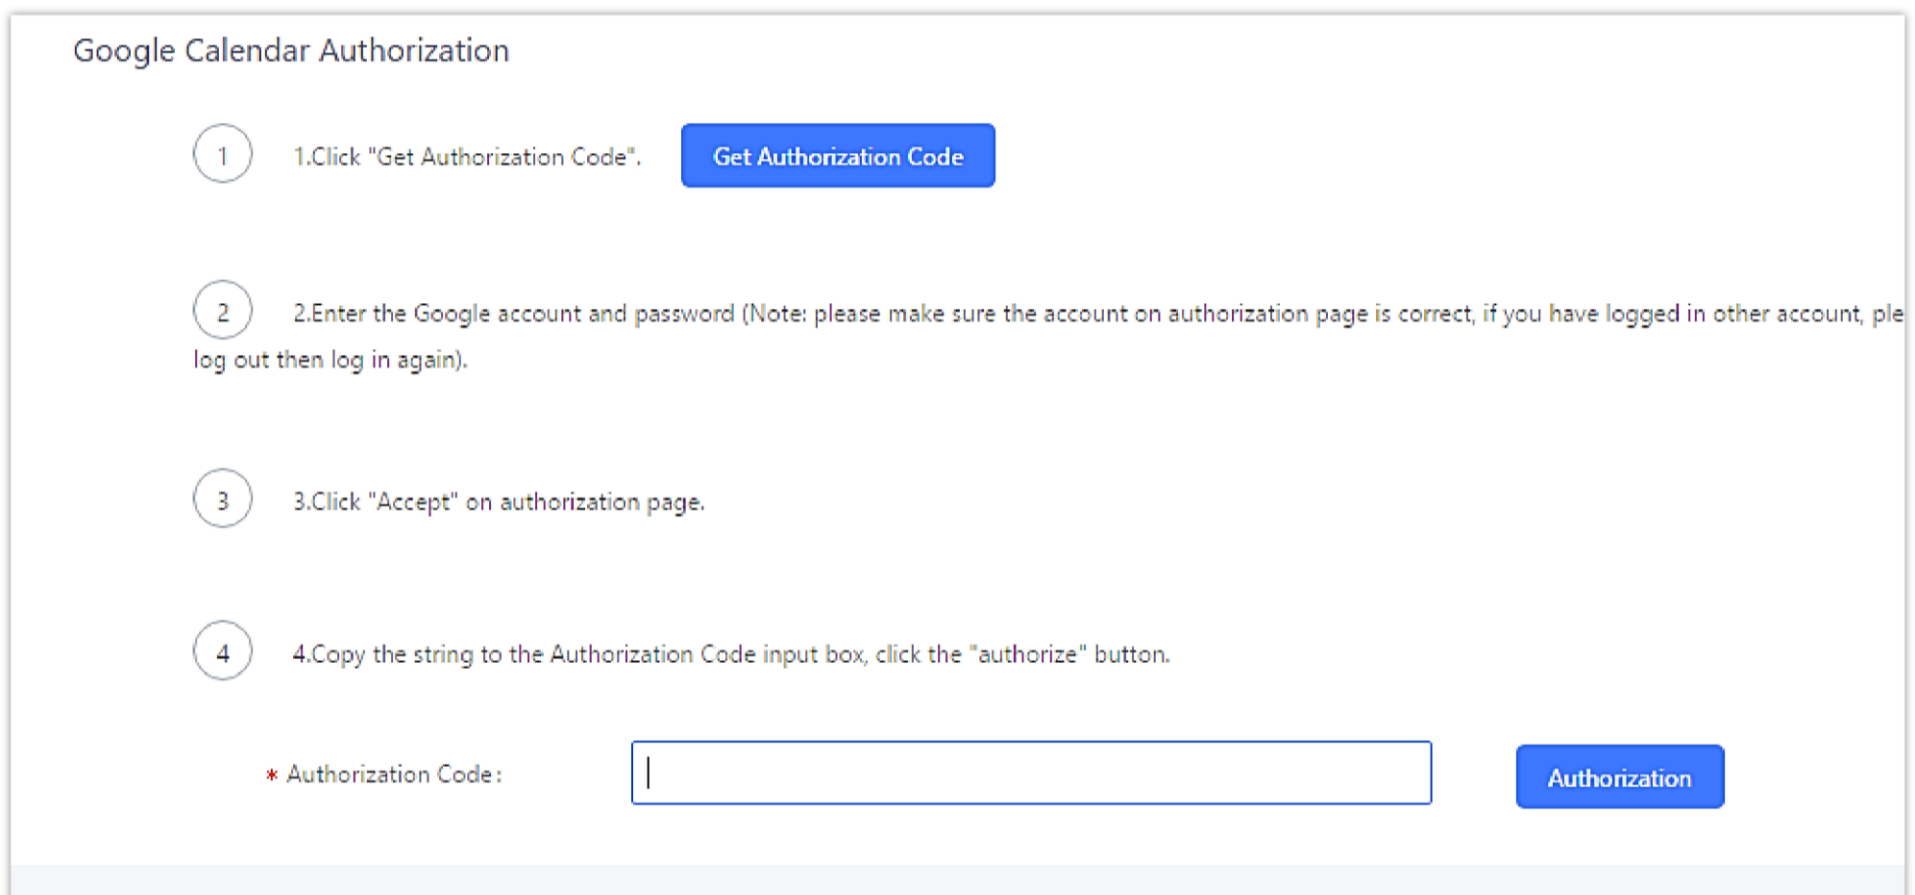 Google Calendar Authorization
1 1.Click "Get Authorization Code". Get Authorization Code
2 2.Enter the Google account and password (Note: please make sure the account on authorization page is correct, if you have logged in other account, ple
log out then log in again).
3 3.Click "Accept" on authorization page.
4 4.Copy the string to the Authorization Code input box, click the "authorize" button.
* Authorization Code: Authorization